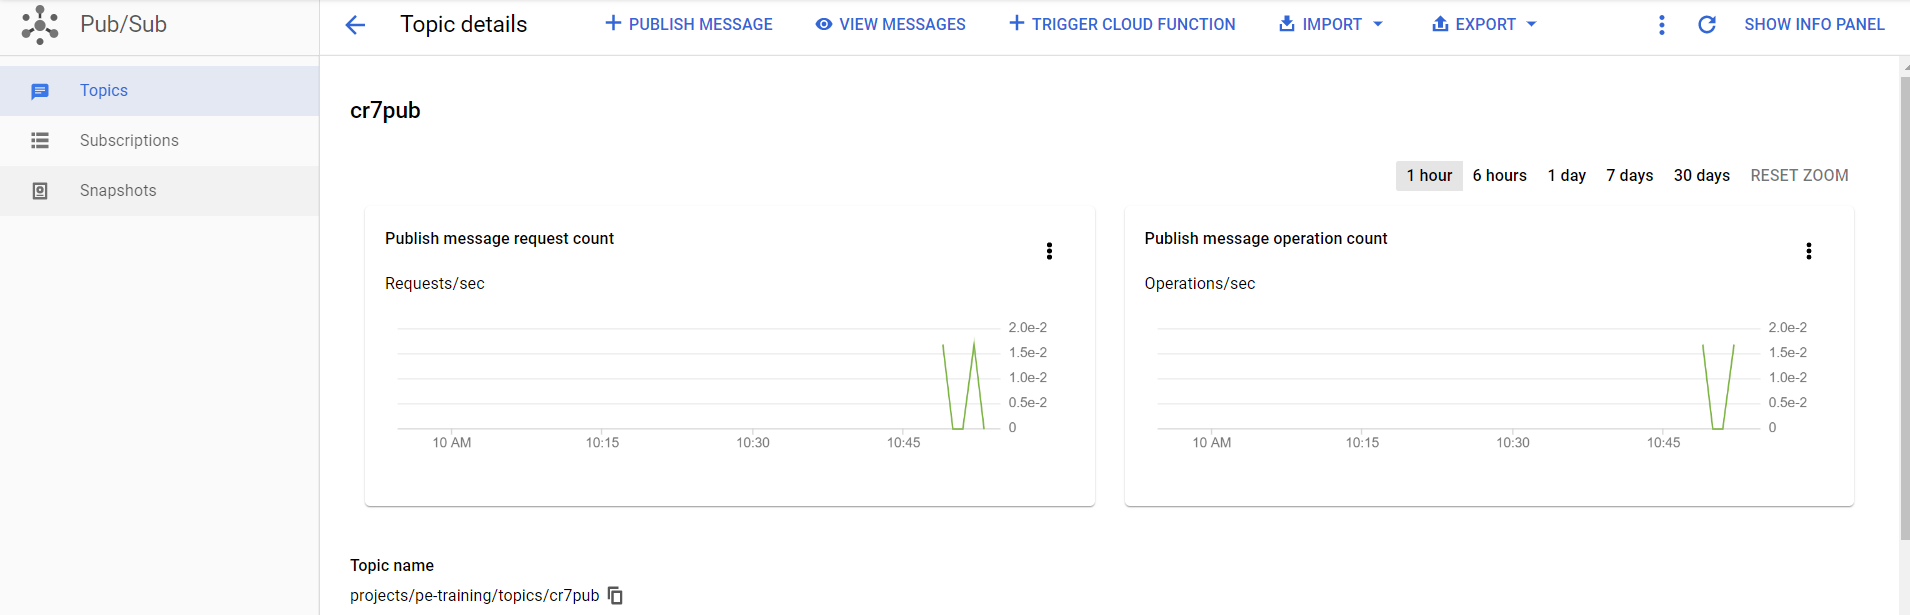 Pub/Sub
Topic details
PUBLISH MESSAGE
VIEW MESSAGES
TRIGGER CLOUD FUNCTION
IMPORT
EXPORT
SHOW INFO PANEL
Topics
Subscriptions
Snapshots
cr7pub
1 hour
6 hours
1 day
7 days
30 days
RESET ZOOM
Publish message request count
Requests/sec
2.0e-2
1.5e-2
1.0e-2
0.5e-2
0
10 AM
10:15
10:30
10:45
Publish message operation count
Operations/sec
2.0e-2
1.5e-2
1.0e-2
0.5e-2
0
10 AM
10:15
10:30
10:45
Topic name
projects/pe-training/topics/cr7pub